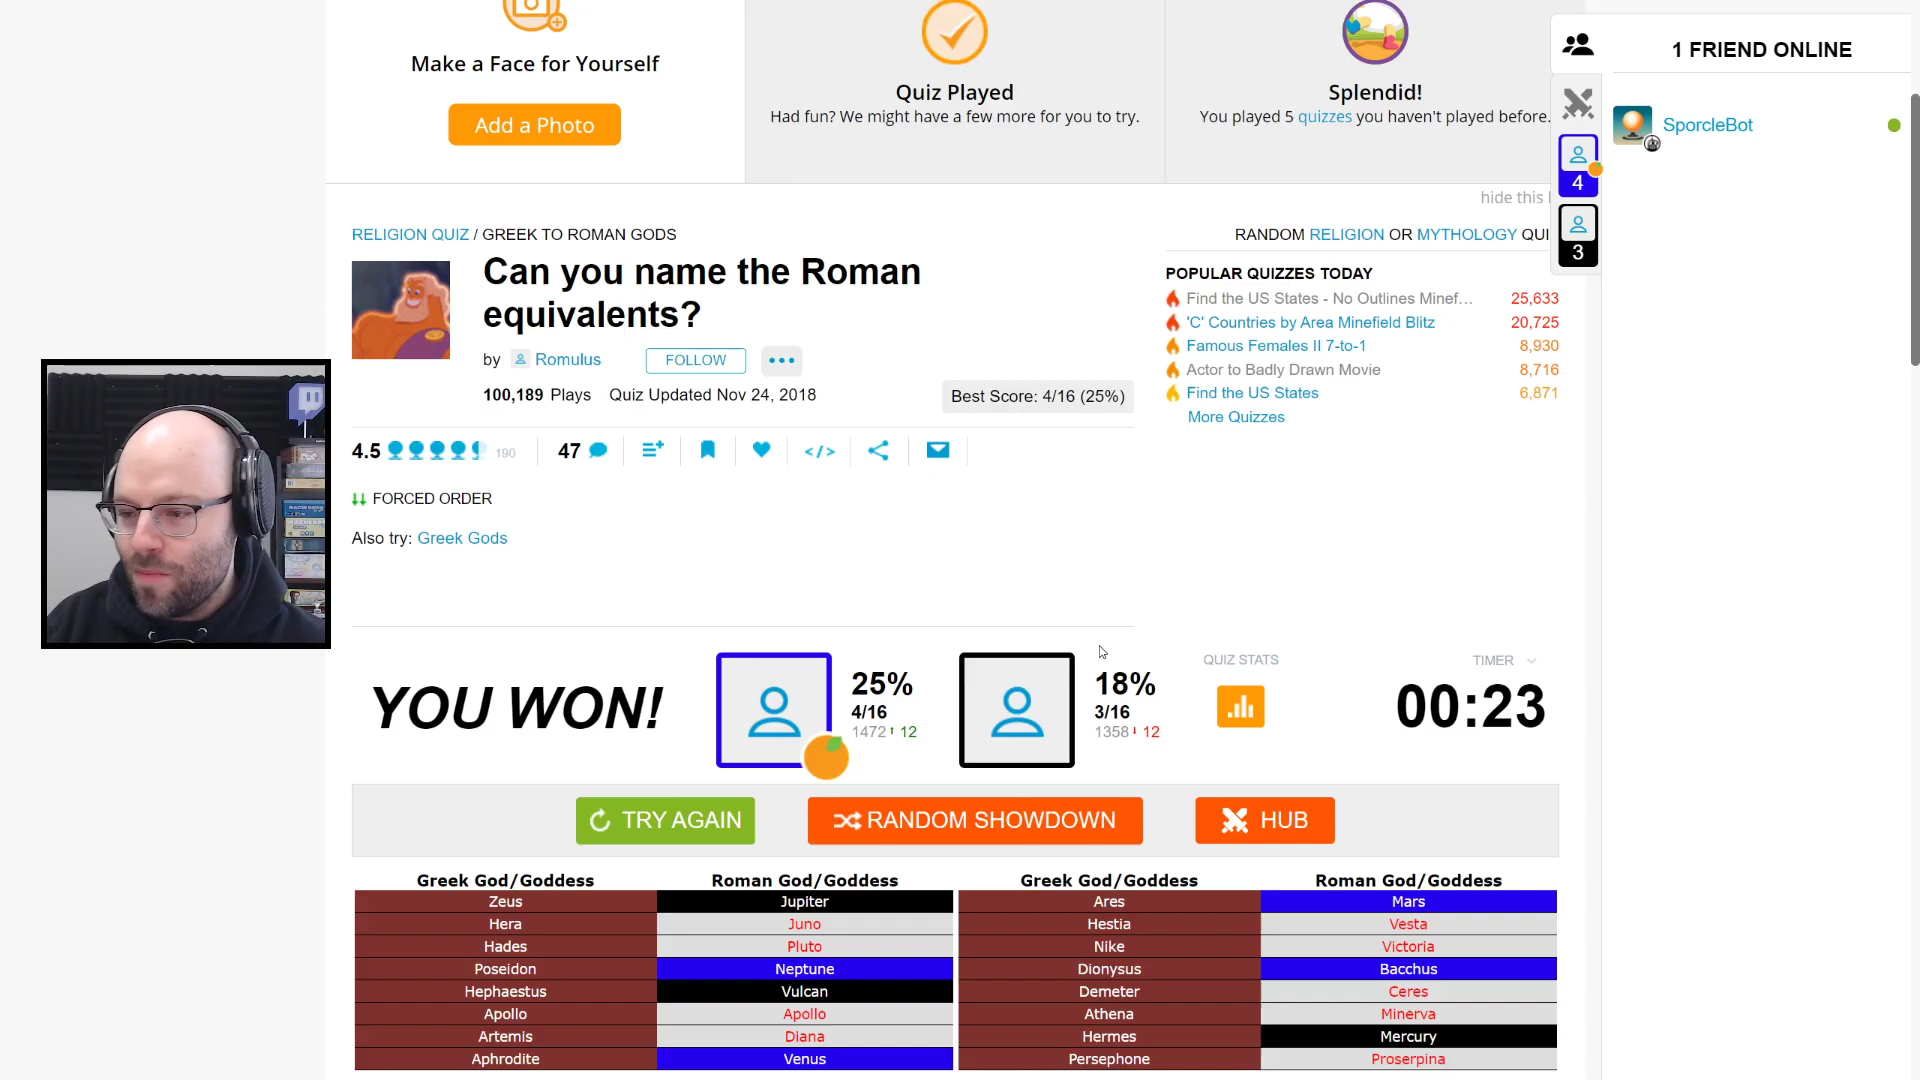 Make a Face for Yourself
Add a Photo
Quiz Played
Had fun? We might have a few more for you to try.
Splendid!
You played 5 quizzes you haven't played before.
hide this
1 FRIEND ONLINE
SporcleBot
4
3
RELIGION QUIZ / GREEK TO ROMAN GODS
Can you name the Roman
equivalents?
by Romulus FOLLOW
100,189 Plays Quiz Updated Nov 24, 2018
Best Score: 4/16 (25%)
4.5 190 47 </>
FORCED ORDER
Also try: Greek Gods
RANDOM RELIGION OR MYTHOLOGY QUI
POPULAR QUIZZES TODAY
Find the US States - No Outlines Minef... 25,633
'C' Countries by Area Minefield Blitz 20,725
Famous Females II 7-to-1 8,930
Actor to Badly Drawn Movie 8,716
Find the US States 6,871
More Quizzes
YOU WON!
25%
4/16
1472 12
18%
3/16
1358 12
QUIZ STATS
TIMER
00:23
TRY AGAIN
RANDOM SHOWDOWN
HUB
Greek God/Goddess Roman God/Goddess Greek God/Goddess Roman God/Goddess
Zeus Jupiter Ares Mars
Hera Juno Hestia Vesta
Hades Pluto Nike Victoria
Poseidon Neptune Dionysus Bacchus
Hephaestus Vulcan Demeter Ceres
Apollo Apollo Athena Minerva
Artemis Diana Hermes Mercury
Aphrodite Venus Persephone Proserpina